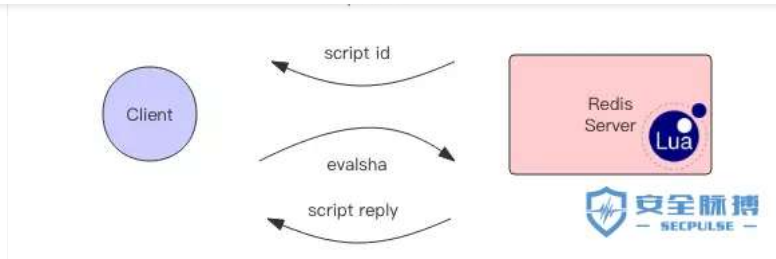 script id
Client
Redis
Server
Lua
evalsha
script reply
安全脉搏
SECPULSE